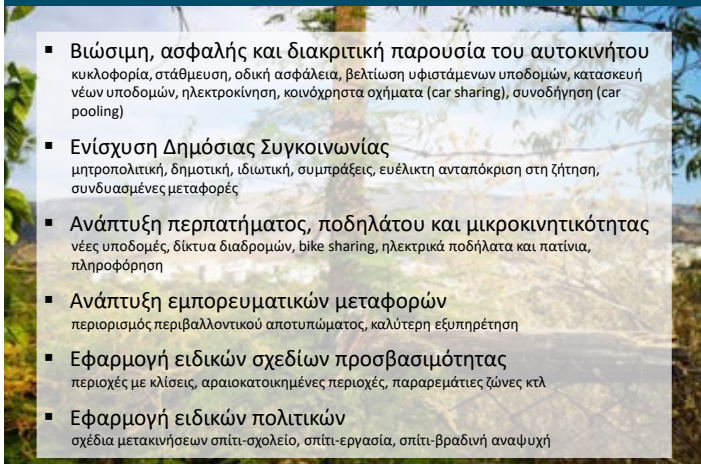 ▪ Βιώσιμη, ασφαλής και διακριτική παρουσία του αυτοκινήτου
κυκλοφορία, στάθμευση, οδική ασφάλεια, βελτίωση υφιστάμενων υποδομών, κατασκευή
νέων υποδομών, ηλεκτροκίνηση, κοινόχρηστα οχήματα (car sharing), συνοδήγηση (car
pooling)
▪ Ενίσχυση Δημόσιας Συγκοινωνίας
μητροπολιτική, δημοτική, ιδιωτική, συμπράξεις, ευέλικτη ανταπόκριση στη ζήτηση,
συνδυασμένες μεταφορές
▪ Ανάπτυξη περπατήματος, ποδηλάτου και μικροκινητικότητας
νέες υποδομές, δίκτυα διαδρομών, bike sharing, ηλεκτρικά ποδήλατα και πατίνια,
πληροφόρηση
▪ Ανάπτυξη εμπορευματικών μεταφορών
περιορισμός περιβαλλοντικού αποτυπώματος, καλύτερη εξυπηρέτηση
▪ Εφαρμογή ειδικών σχεδίων προσβασιμότητας
περιοχές με κλίσεις, αραιοκατοικημένες περιοχές, παραρεμάτιες ζώνες κτλ
▪ Εφαρμογή ειδικών πολιτικών
σχέδια μετακινήσεων σπίτι-σχολείο, σπίτι-εργασία, σπίτι-βραδινή αναψυχή